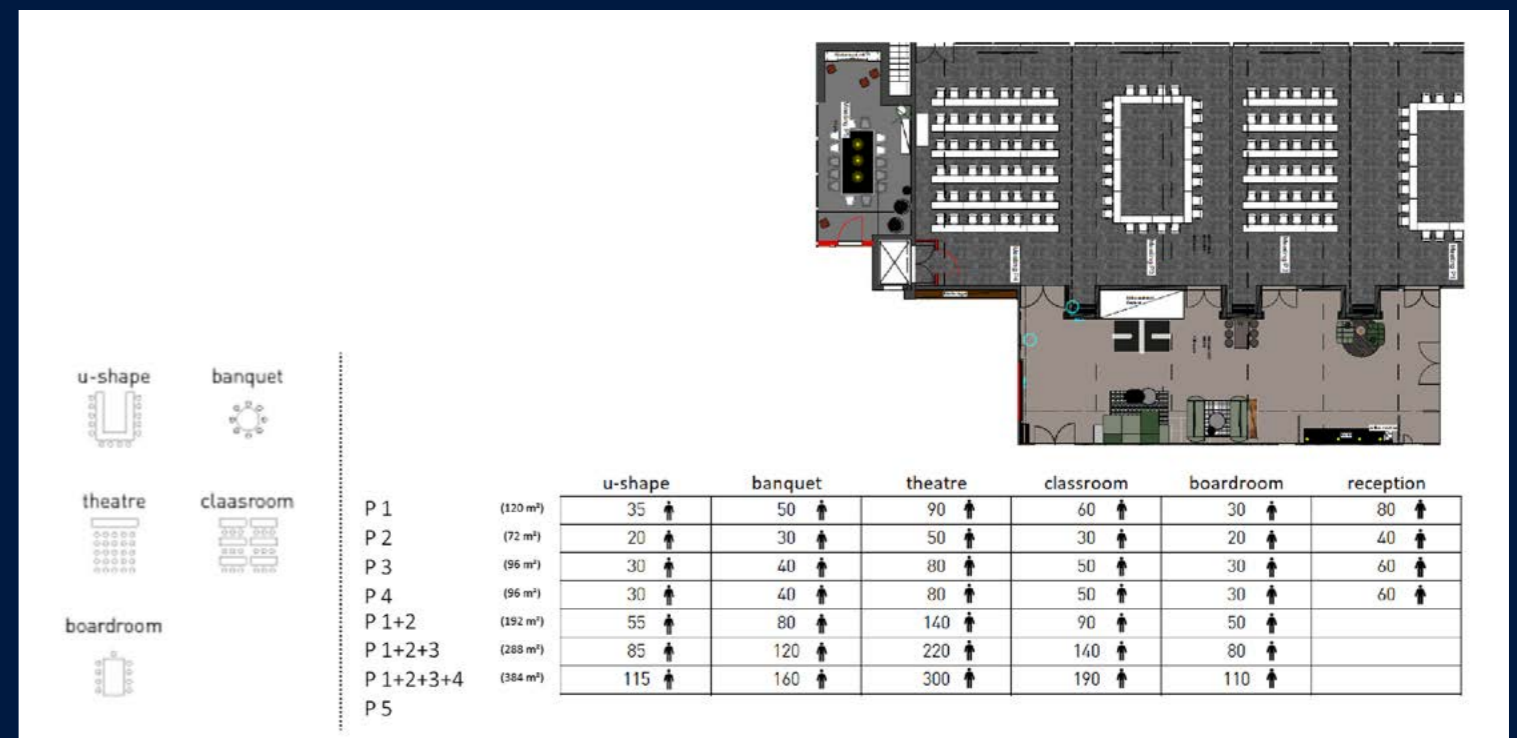 u-shape banquet
theatre claasroom
boardroom
u-shape banquet theatre classroom boardroom reception
P 1 (120 m²) 35 50 90 60 30 80
P 2 (72 m²) 20 30 50 30 20 40
P 3 (96 m²) 30 40 80 50 30 60
P 4 (96 m²) 30 40 80 50 30 60
P 1+2 (192 m²) 55 80 140 90 50
P 1+2+3 (288 m²) 85 120 220 140 80
P 1+2+3+4 (384 m²) 115 160 300 190 110
P 5